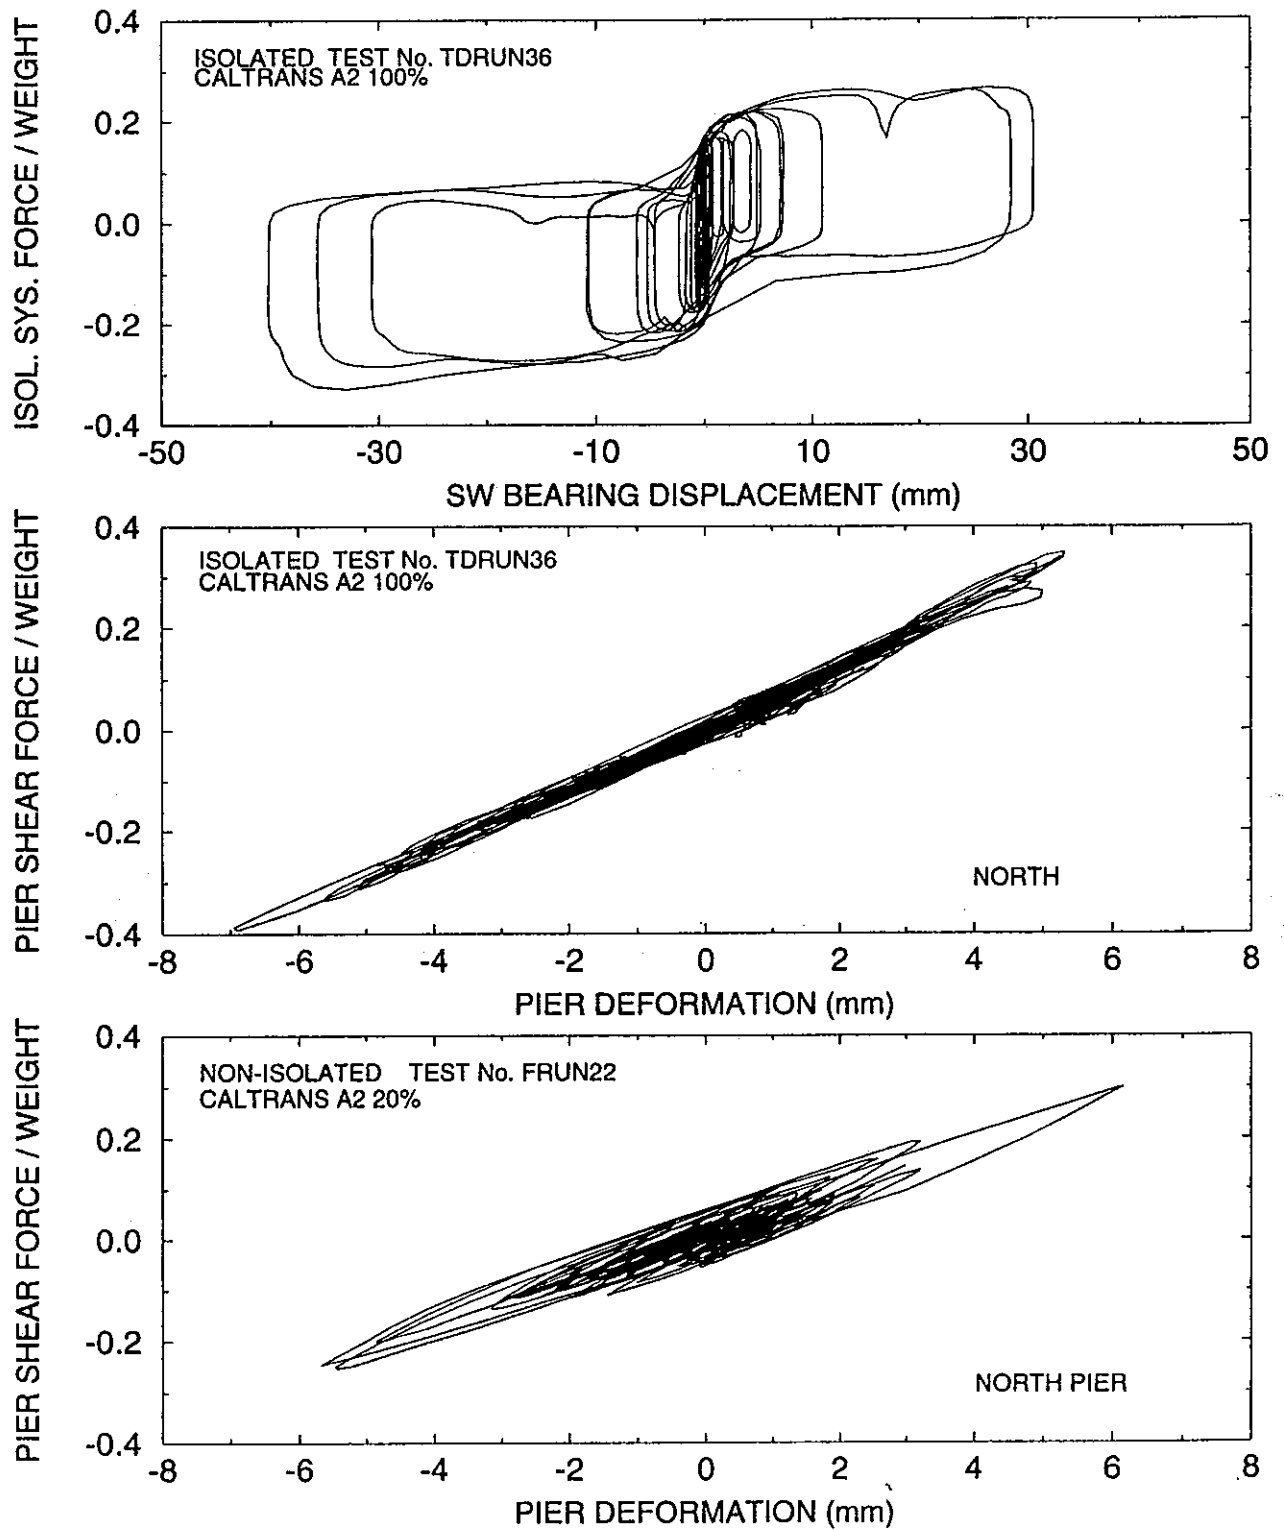 ISOL. SYS. FORCE / WEIGHT
0.4
0.2
0.0
-0.2
-0.4
ISOLATED TEST No. TDRUN36
CALTRANS A2 100%
-50 -30 -10 10 30 50
SW BEARING DISPLACEMENT (mm)
PIER SHEAR FORCE / WEIGHT
0.4
0.2
0.0
-0.2
-0.4
ISOLATED TEST No. TDRUN36
CALTRANS A2 100%
NORTH
-8 -6 -4 -2 0 2 4 6 8
PIER DEFORMATION (mm)
PIER SHEAR FORCE / WEIGHT
0.4
0.2
0.0
-0.2
-0.4
NON-ISOLATED TEST No. FRUN22
CALTRANS A2 20%
NORTH PIER
-8 -6 -4 -2 0 2 4 6 8
PIER DEFORMATION (mm)